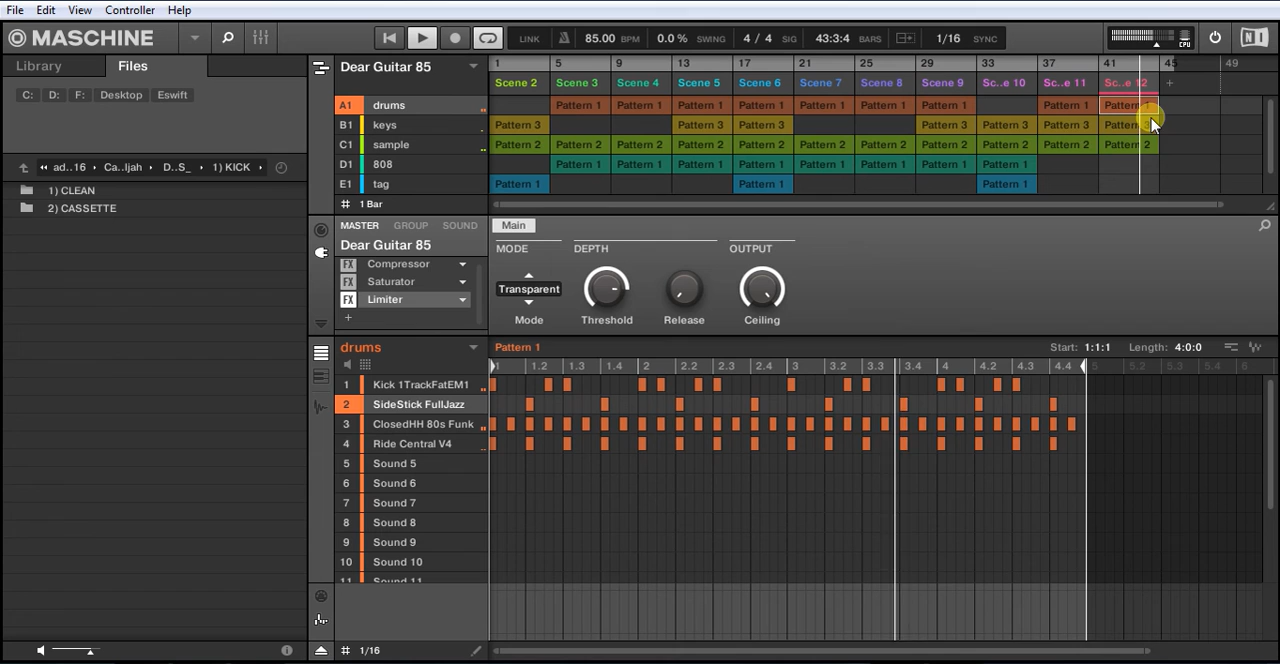 File Edit View Controller Help
MASCHINE LINK 85.00 BPM 0.0 % SWING 4 / 4 SIG 43:3:4 BARS 1/16 SYNC CPU
Library Files
C: D: F: Desktop Eswift
ad..16 Ca..ljah D..S_ 1) KICK
1) CLEAN
2) CASSETTE
Dear Guitar 85
1 5 9 13 17 21 25 29 33 37 41 45 49
Scene 2 Scene 3 Scene 4 Scene 5 Scene 6 Scene 7 Scene 8 Scene 9 Sc..e 10 Sc..e 11 Sc..e 12 +
A1 drums Pattern 1 Pattern 1 Pattern 1 Pattern 1 Pattern 1 Pattern 1 Pattern 1 Pattern 1 Pattern 1
B1 keys Pattern 3 Pattern 3 Pattern 3 Pattern 3 Pattern 3 Pattern 3 Pattern
C1 sample Pattern 2 Pattern 2 Pattern 2 Pattern 2 Pattern 2 Pattern 2 Pattern 2 Pattern 2 Pattern 2 Pattern 2 Pattern 2
D1 808 Pattern 1 Pattern 1 Pattern 1 Pattern 1 Pattern 1 Pattern 1 Pattern 1 Pattern 1
E1 tag Pattern 1 Pattern 1 Pattern 1
# 1 Bar
MASTER GROUP SOUND
Dear Guitar 85
FX Compressor
FX Saturator
FX Limiter
+
Main
MODE DEPTH OUTPUT
Transparent
Mode Threshold Release Ceiling
drums
Pattern 1 Start: 1:1:1 Length: 4:0:0
1 1.2 1.3 1.4 2 2.2 2.3 2.4 3 3.2 3.3 3.4 4 4.2 4.3 4.4 5 5.2 5.3 5.4 6
1 Kick 1TrackFatEM1
2 SideStick FullJazz
3 ClosedHH 80s Funk
4 Ride Central V4
5 Sound 5
6 Sound 6
7 Sound 7
8 Sound 8
9 Sound 9
10 Sound 10
11 Sound 11
# 1/16